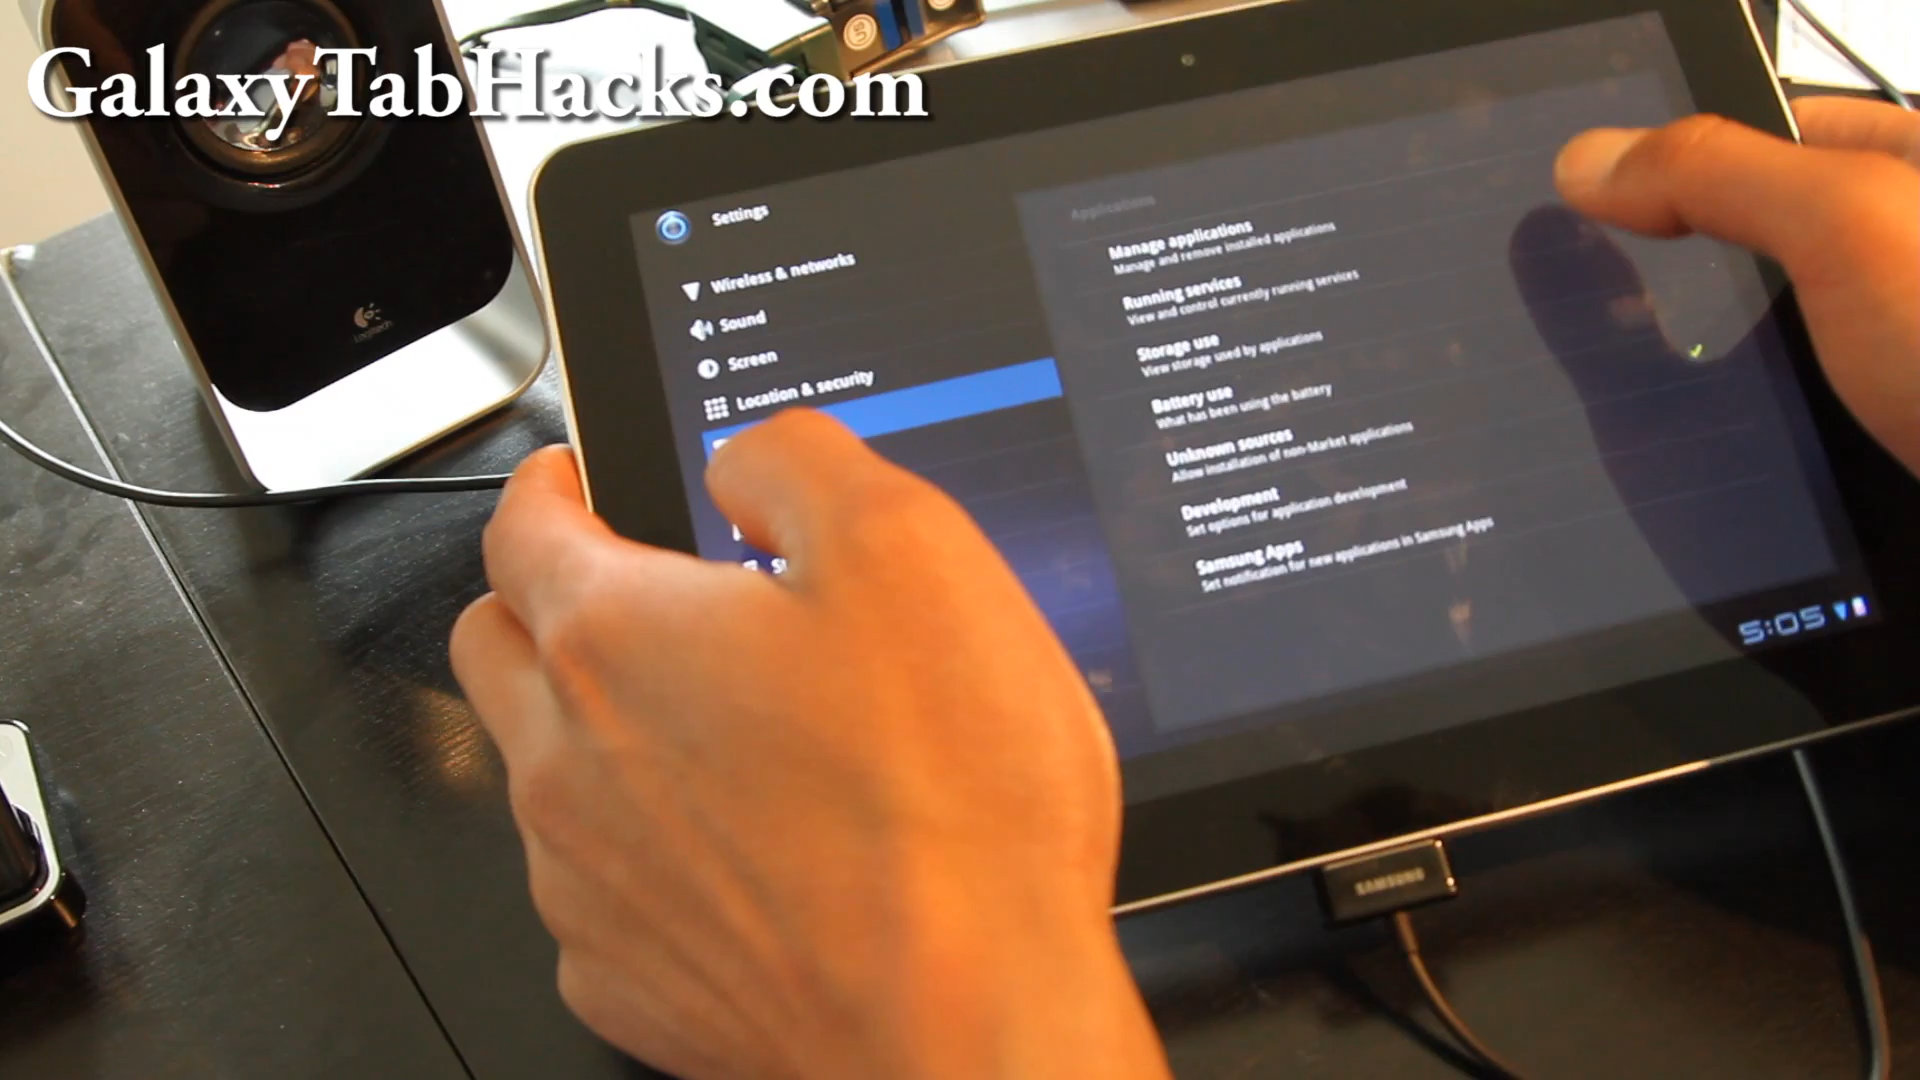 GalaxyTabHacks.com
Settings
Wireless & networks
Sound
Screen
Location & security
Applications
Manage applications
Manage and remove installed applications
Running services
View and control currently running services
Storage use
View storage used by applications
Battery use
What has been using the battery
Unknown sources
Allow installation of non-Market applications
Development
Set options for application development
Samsung Apps
Set notification for new applications in Samsung Apps
5:05
Logitech
SAMSUNG